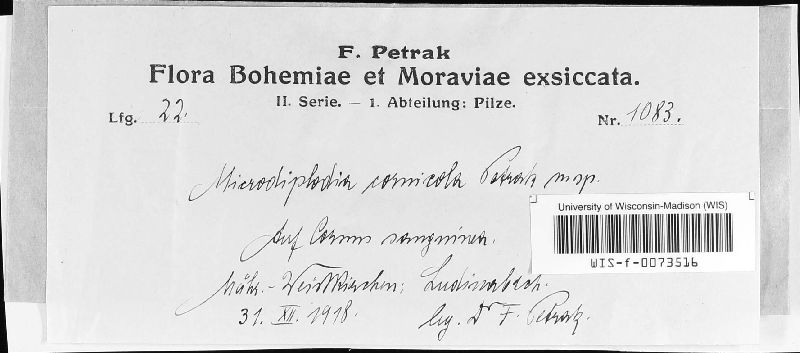 F. Petrak
Flora Bohemiae et Moraviae exsiccata.
II. Serie. — 1. Abteilung: Pilze.
Lfg. 22. Nr. 1083.
Microdiplodia cornicola Petrak n. sp.
University of Wisconsin-Madison (WIS)
Auf Cornus sanguinea.
WIS-f-0073516
Mähr.-Weisskirchen: Ludinabach.
31. XII. 1918. leg. Dr F. Petrak.